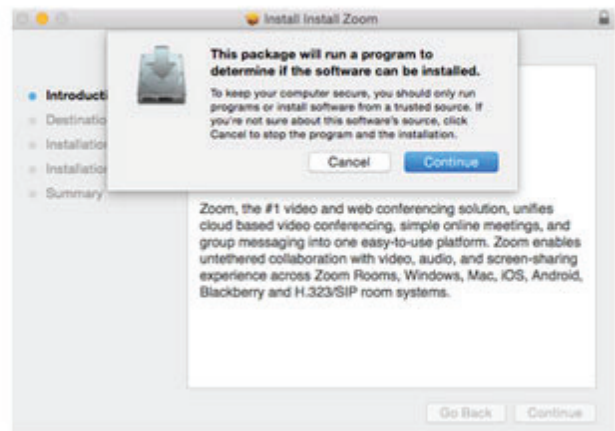 Install Install Zoom
This package will run a program to
determine if the software can be installed.
To keep your computer secure, you should only run
programs or install software from a trusted source. If
you're not sure about this software's source, click
Cancel to stop the program and the installation.
Cancel
Continue
Introducti
Destinatio
Installation
Installation
Summary
Zoom, the #1 video and web conferencing solution, unifies
cloud based video conferencing, simple online meetings, and
group messaging into one easy-to-use platform. Zoom enables
untethered collaboration with video, audio, and screen-sharing
experience across Zoom Rooms, Windows, Mac, iOS, Android,
Blackberry and H.323/SIP room systems.
Go Back
Continue